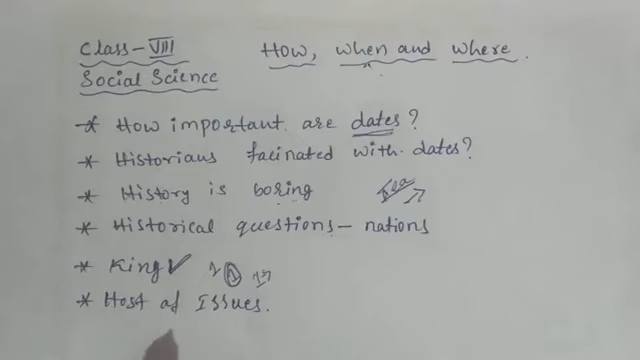 Class-VIII How, when and where.
Social Science
* How important are dates?
* Historians facinated with dates?
* History is boring Tea
* Historical questions - nations
* King ✓
* Host of Issues.